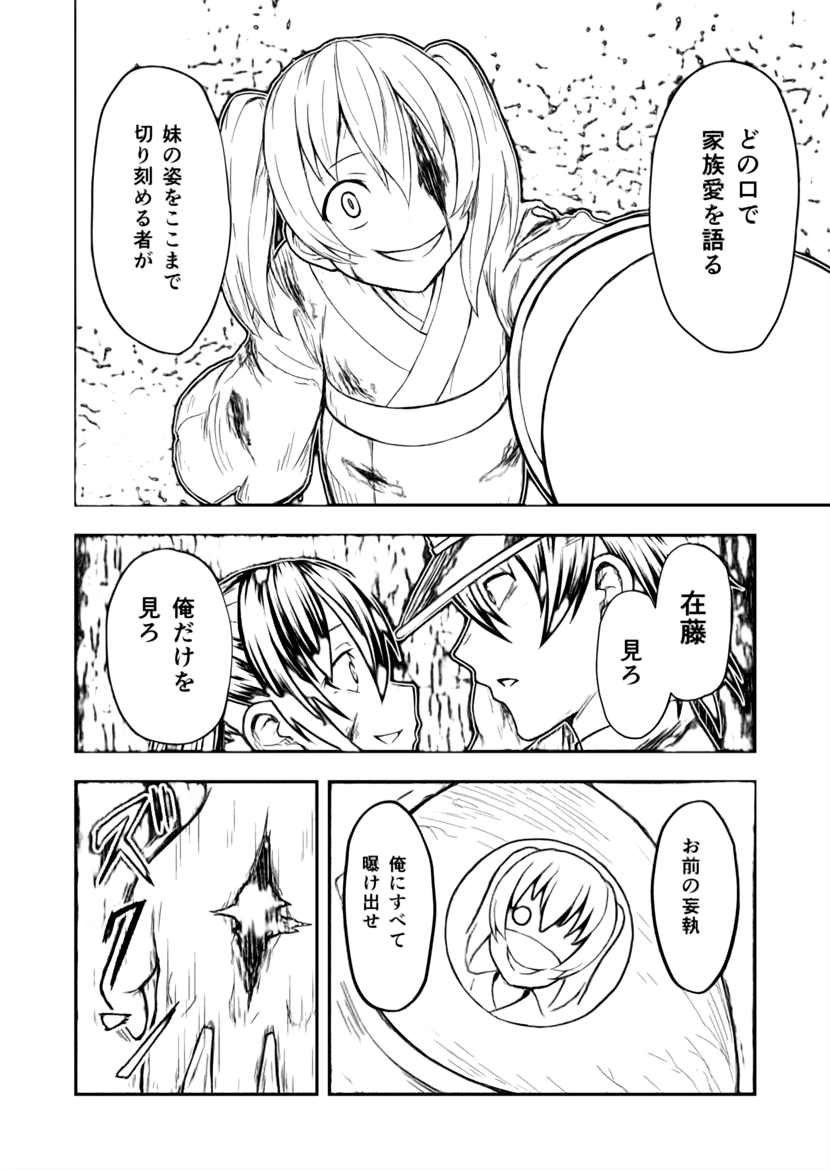 どの口で
家族愛を語る
妹の姿をここまで
切り刻める者が
在藤
見ろ
俺だけを
見ろ
お前の妄執
俺にすべて
曝け出せ
ズッ